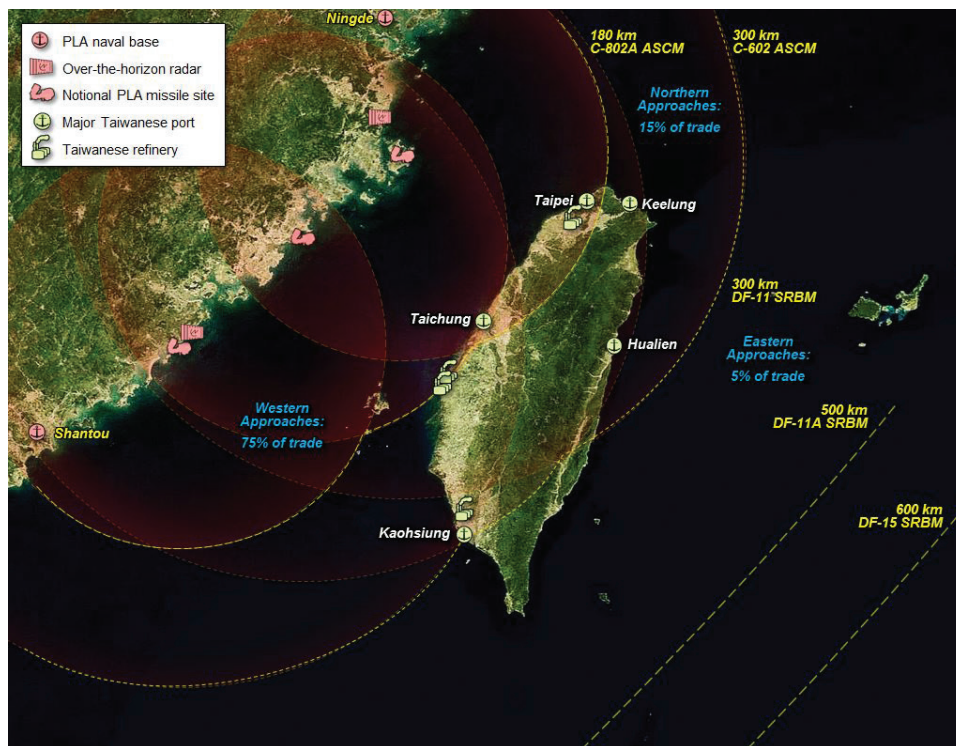 Ningde
PLA naval base
Over-the-horizon radar
Notional PLA missile site
Major Taiwanese port
Taiwanese refinery
180 km
C-802A ASCM
300 km
C-602 ASCM
Northern
Approaches:
15% of trade
Taipei
Keelung
300 km
DF-11 SRBM
Taichung
Hualien
Eastern
Approaches:
5% of trade
Western
Approaches:
75% of trade
500 km
DF-11A SRBM
Shantou
600 km
DF-15 SRBM
Kaohsiung